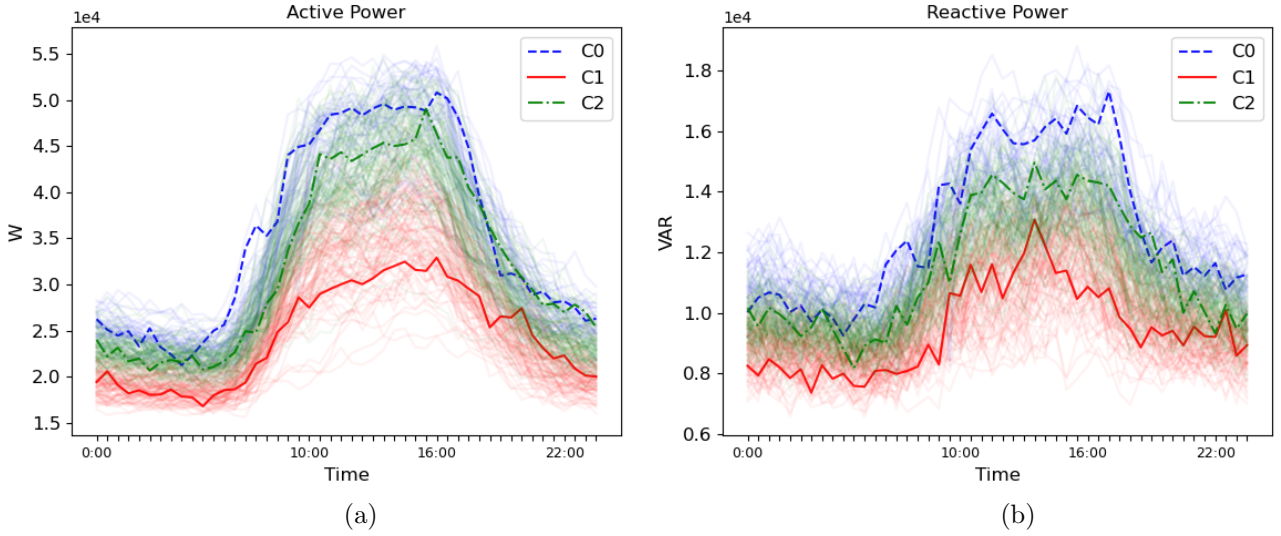 Active Power
1e4
5.5
5.0
4.5
4.0
3.5
3.0
2.5
2.0
1.5
W
C0
C1
C2
0:00
10:00
16:00
22:00
Time
(a)
Reactive Power
1e4
1.8
1.6
1.4
1.2
1.0
0.8
0.6
VAR
C0
C1
C2
0:00
10:00
16:00
22:00
Time
(b)